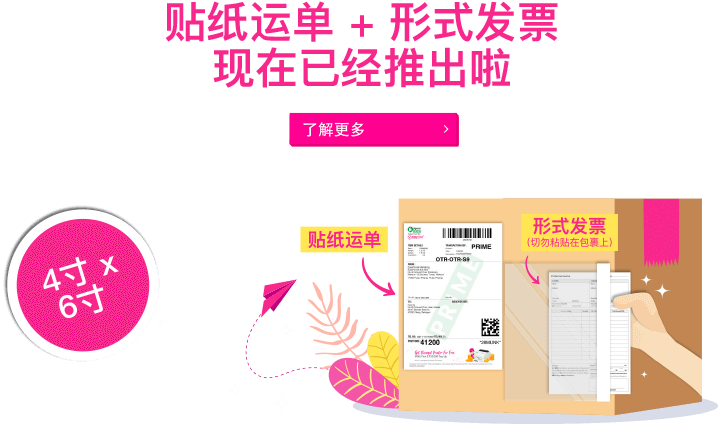 贴纸运单 + 形式发票
现在已经推出啦
了解更多
4寸 x
6寸
贴纸运单
形式发票
(切勿粘贴在包裹上)
PRIME
OTR-OTR-S9
PRIME
41200